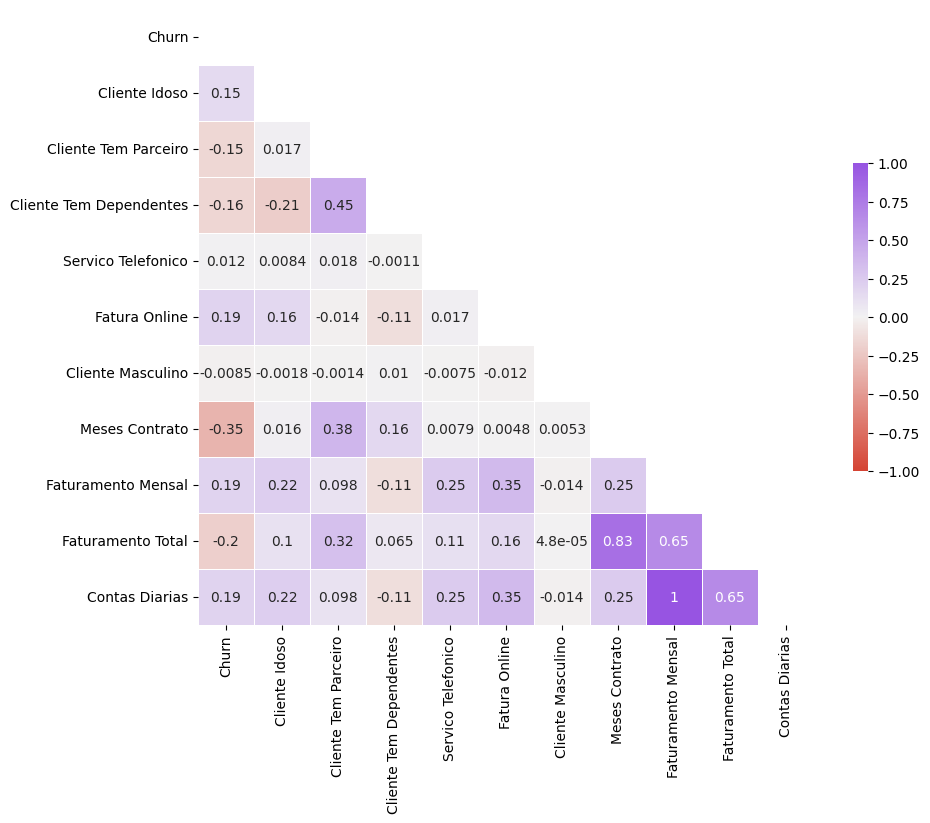 Churn
Cliente Idoso 0.15
Cliente Tem Parceiro -0.15 0.017
Cliente Tem Dependentes -0.16 -0.21 0.45
Servico Telefonico 0.012 0.0084 0.018 -0.0011
Fatura Online 0.19 0.16 -0.014 -0.11 0.017
Cliente Masculino -0.0085 -0.0018 -0.0014 0.01 -0.0075 -0.012
Meses Contrato -0.35 0.016 0.38 0.16 0.0079 0.0048 0.0053
Faturamento Mensal 0.19 0.22 0.098 -0.11 0.25 0.35 -0.014 0.25
Faturamento Total -0.2 0.1 0.32 0.065 0.11 0.16 4.8e-05 0.83 0.65
Contas Diarias 0.19 0.22 0.098 -0.11 0.25 0.35 -0.014 0.25 1 0.65
Churn
Cliente Idoso
Cliente Tem Parceiro
Cliente Tem Dependentes
Servico Telefonico
Fatura Online
Cliente Masculino
Meses Contrato
Faturamento Mensal
Faturamento Total
Contas Diarias
1.00
0.75
0.50
0.25
0.00
−0.25
−0.50
−0.75
−1.00